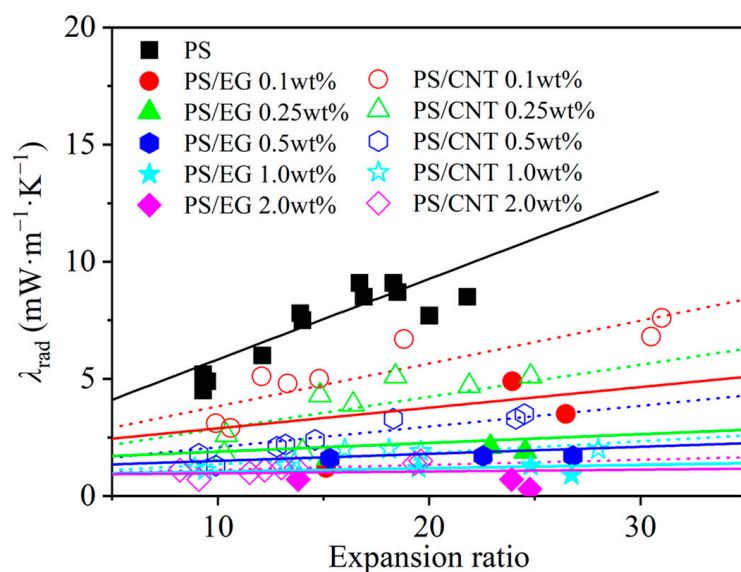 20
15
10
5
0
10
20
30
λrad (mW·m−1·K−1)
Expansion ratio
PS
PS/EG 0.1wt%
PS/EG 0.25wt%
PS/EG 0.5wt%
PS/EG 1.0wt%
PS/EG 2.0wt%
PS/CNT 0.1wt%
PS/CNT 0.25wt%
PS/CNT 0.5wt%
PS/CNT 1.0wt%
PS/CNT 2.0wt%